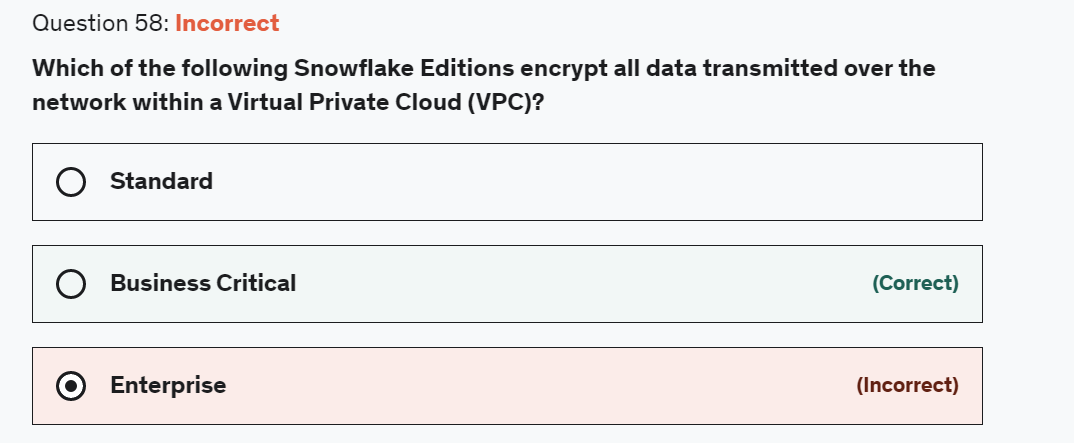 Question 58: Incorrect
Which of the following Snowflake Editions encrypt all data transmitted over the
network within a Virtual Private Cloud (VPC)?
Standard
Business Critical (Correct)
Enterprise (Incorrect)